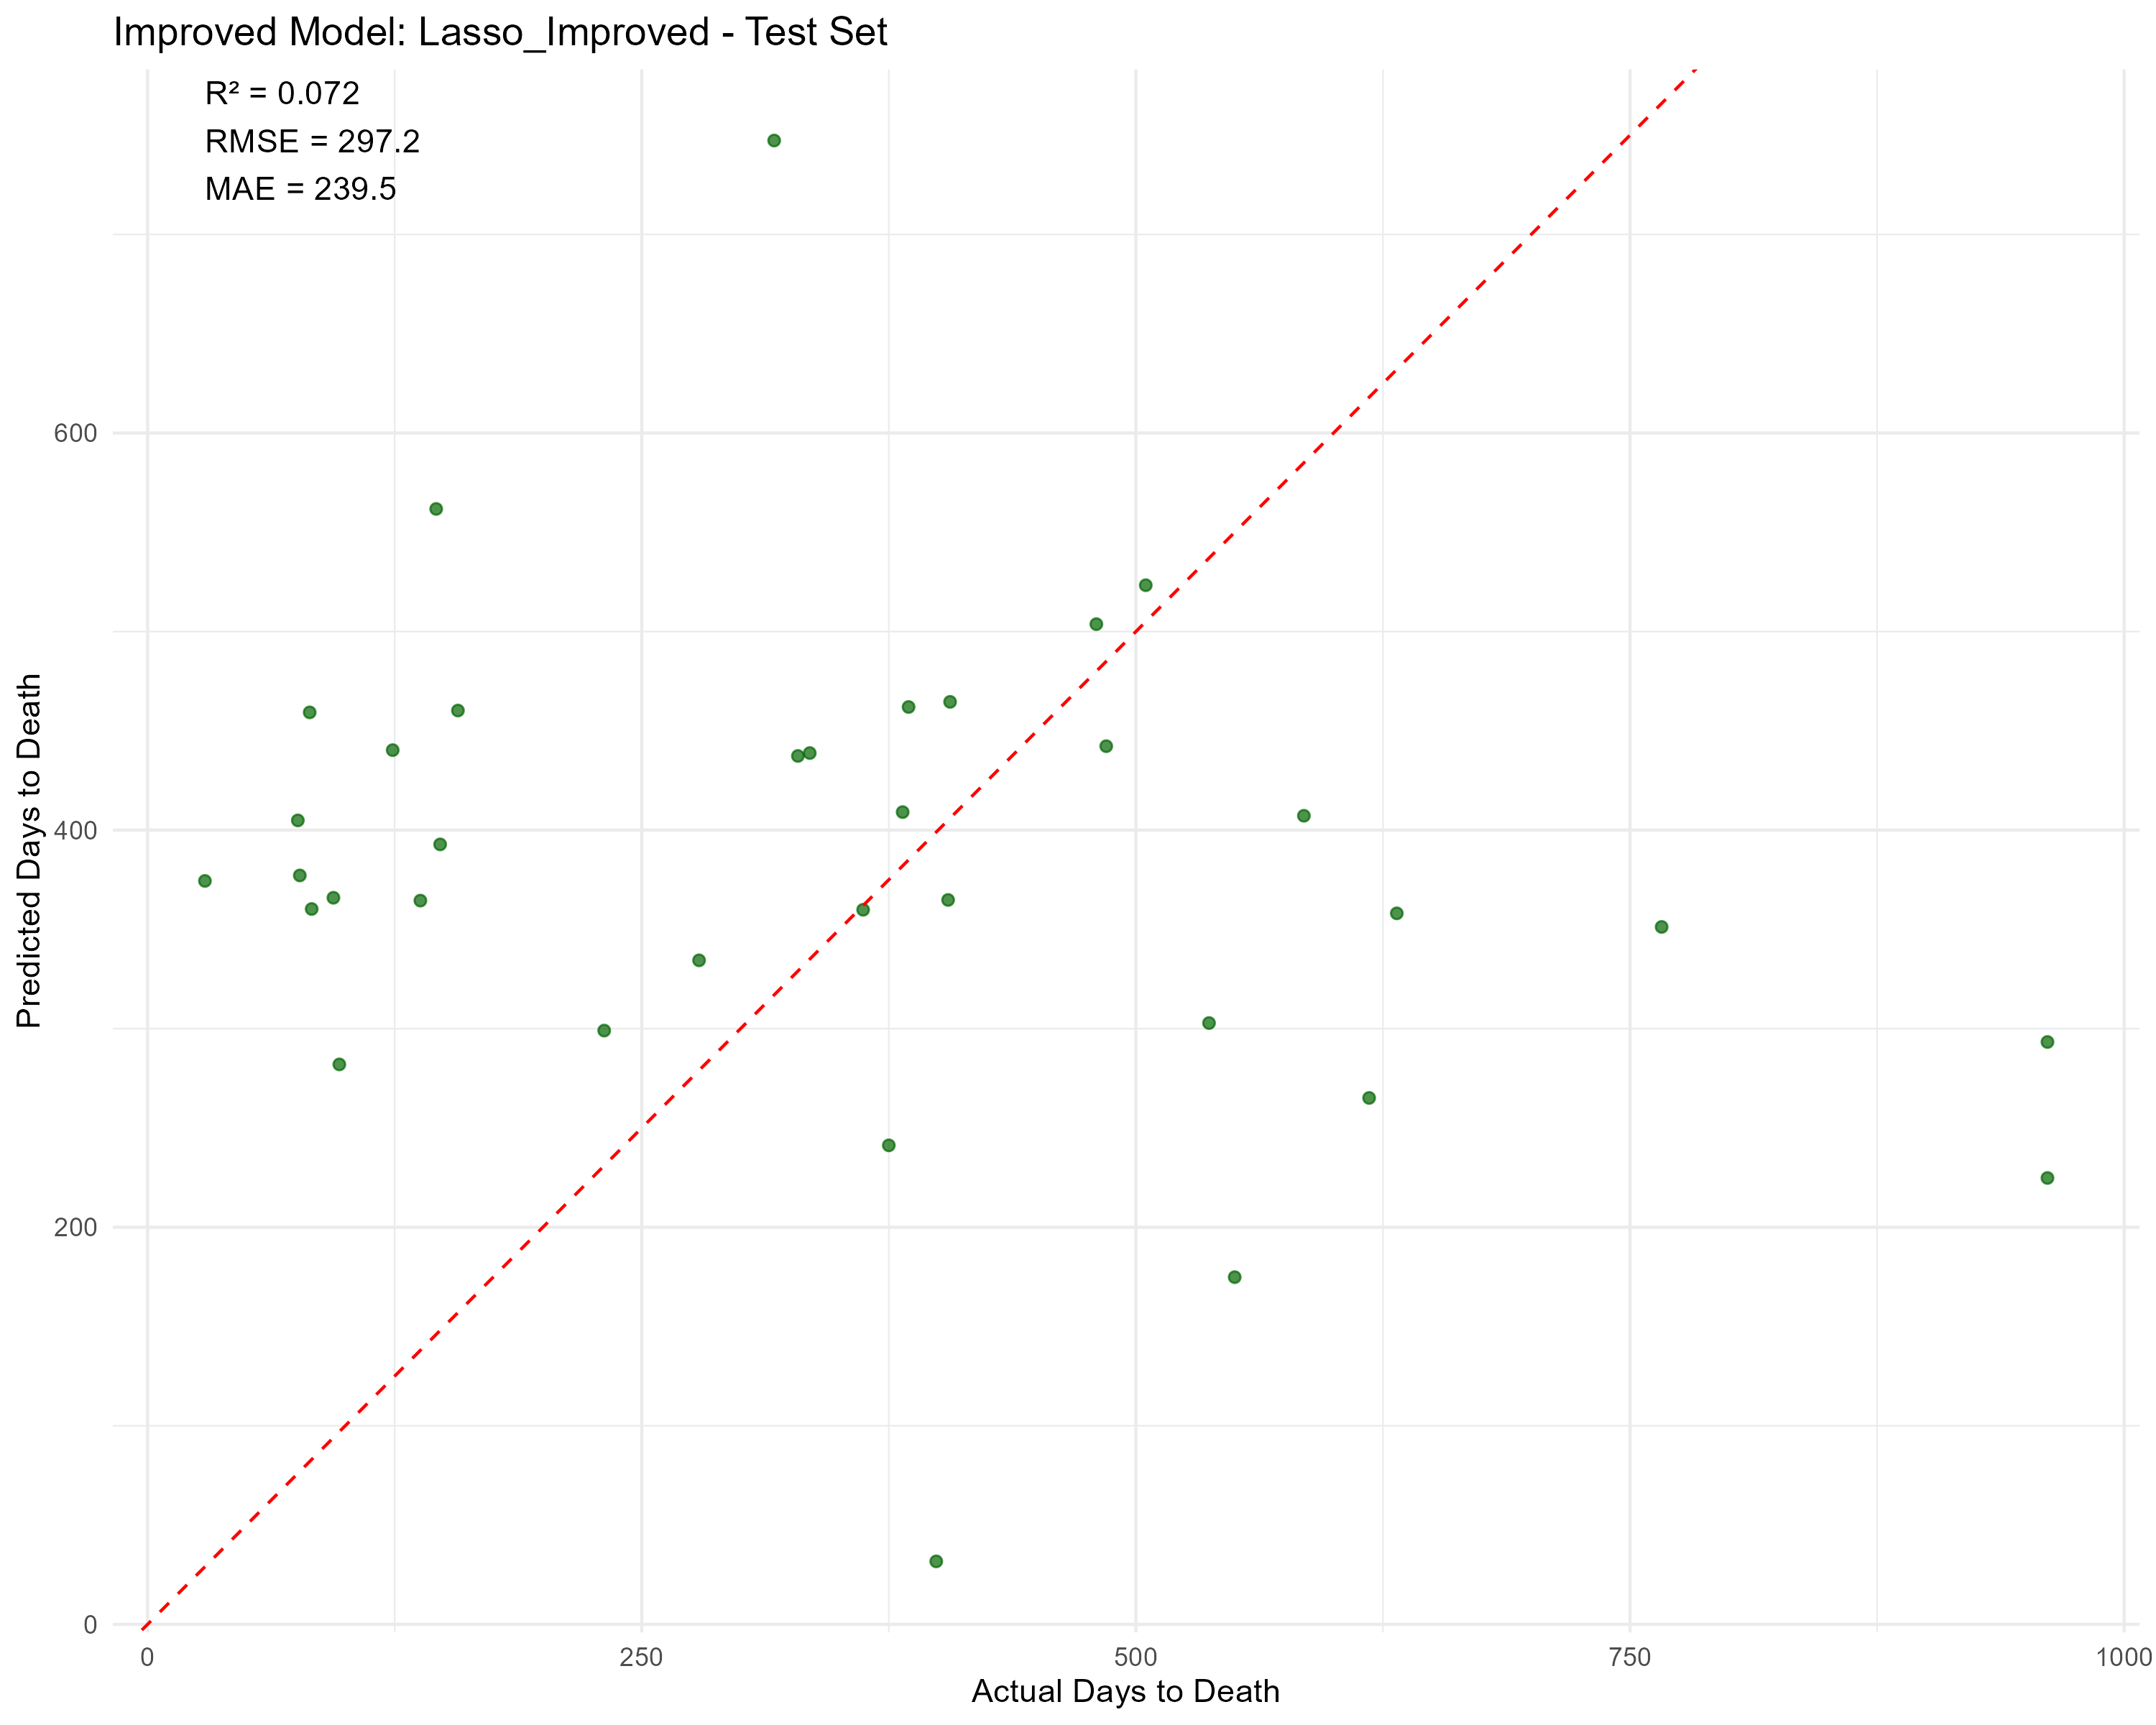 Improved Model: Lasso_Improved - Test Set
R² = 0.072
RMSE = 297.2
MAE = 239.5
Predicted Days to Death
600
400
200
0
0 250 500 750 1000
Actual Days to Death